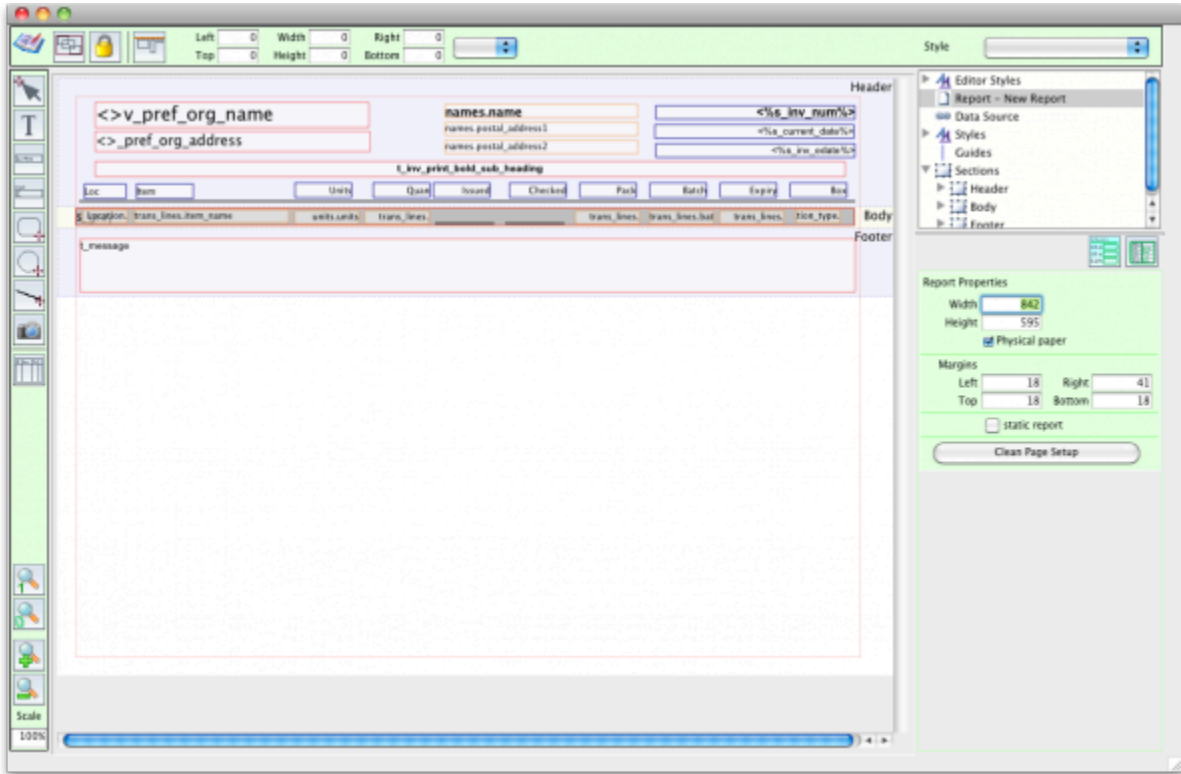 Left 0 Width 0 Right 0
Top 0 Height 0 Bottom 0
Style
Header
<>v_pref_org_name
names.name
<%s_inv_num%>
<>_pref_org_address
names.postal_address1
names.postal_address2
<%s_current_date%>
<%s_inv_edate%>
t_inv_print_bold_sub_heading
Loc Item Units Quan Issued Checked Pack Batch Expiry Box
s_Location. trans_lines.item_name units.units trans_lines. trans_lines. trans_lines.bat trans_lines. tion_type. Body
Footer
t_message
Editor Styles
Report - New Report
Data Source
Styles
Guides
Sections
Header
Body
Footer
Report Properties
Width 842
Height 595
Physical paper
Margins
Left 18 Right 41
Top 18 Bottom 18
static report
Clean Page Setup
Scale
100%